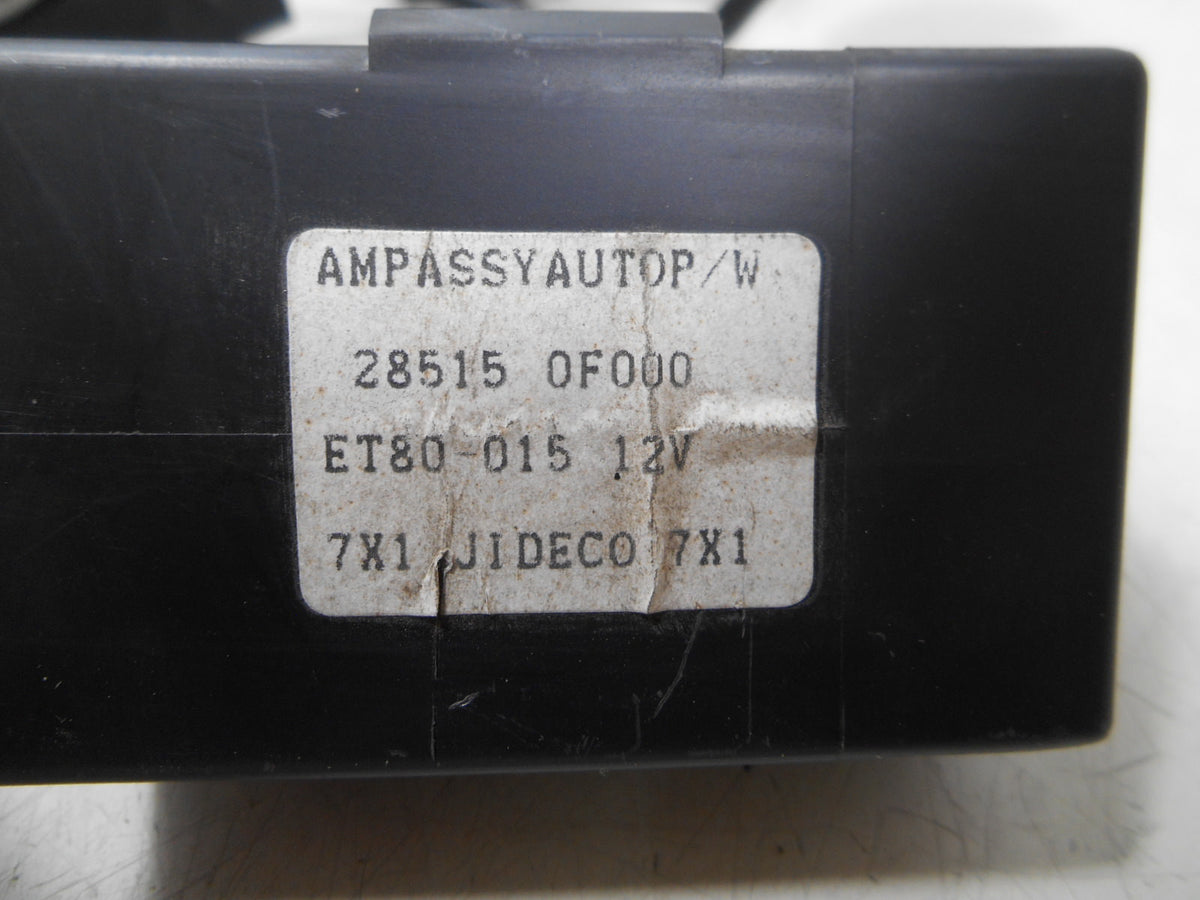 AMPASSYAUTOP/W
28515 0F000
ET80-015 12V
7X1 JIDECO 7X1